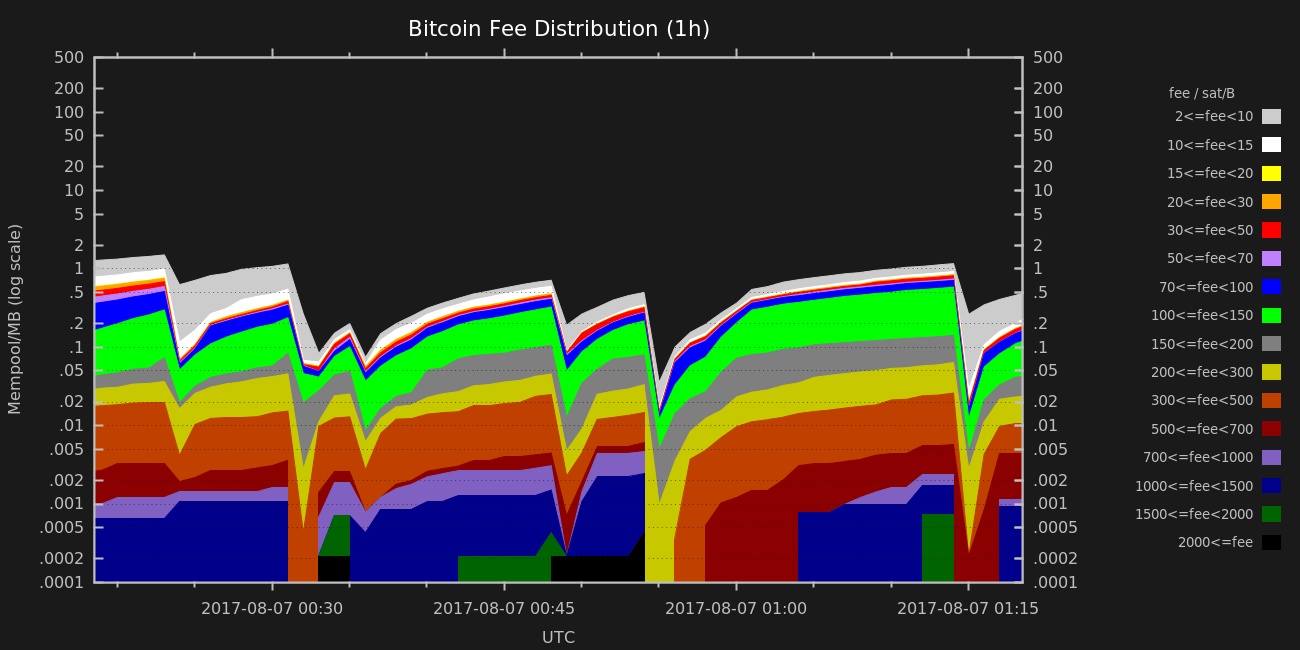 Bitcoin Fee Distribution (1h)
500
200
100
50
20
10
5
2
1
.5
.2
.1
.05
.02
.01
.005
.002
.001
.0005
.0002
.0001
Mempool/MB (log scale)
500
200
100
50
20
10
5
2
1
.5
.2
.1
.05
.02
.01
.005
.002
.001
.0005
.0002
.0001
2017-08-07 00:30
2017-08-07 00:45
2017-08-07 01:00
2017-08-07 01:15
UTC
fee / sat/B
2<=fee<10
10<=fee<15
15<=fee<20
20<=fee<30
30<=fee<50
50<=fee<70
70<=fee<100
100<=fee<150
150<=fee<200
200<=fee<300
300<=fee<500
500<=fee<700
700<=fee<1000
1000<=fee<1500
1500<=fee<2000
2000<=fee